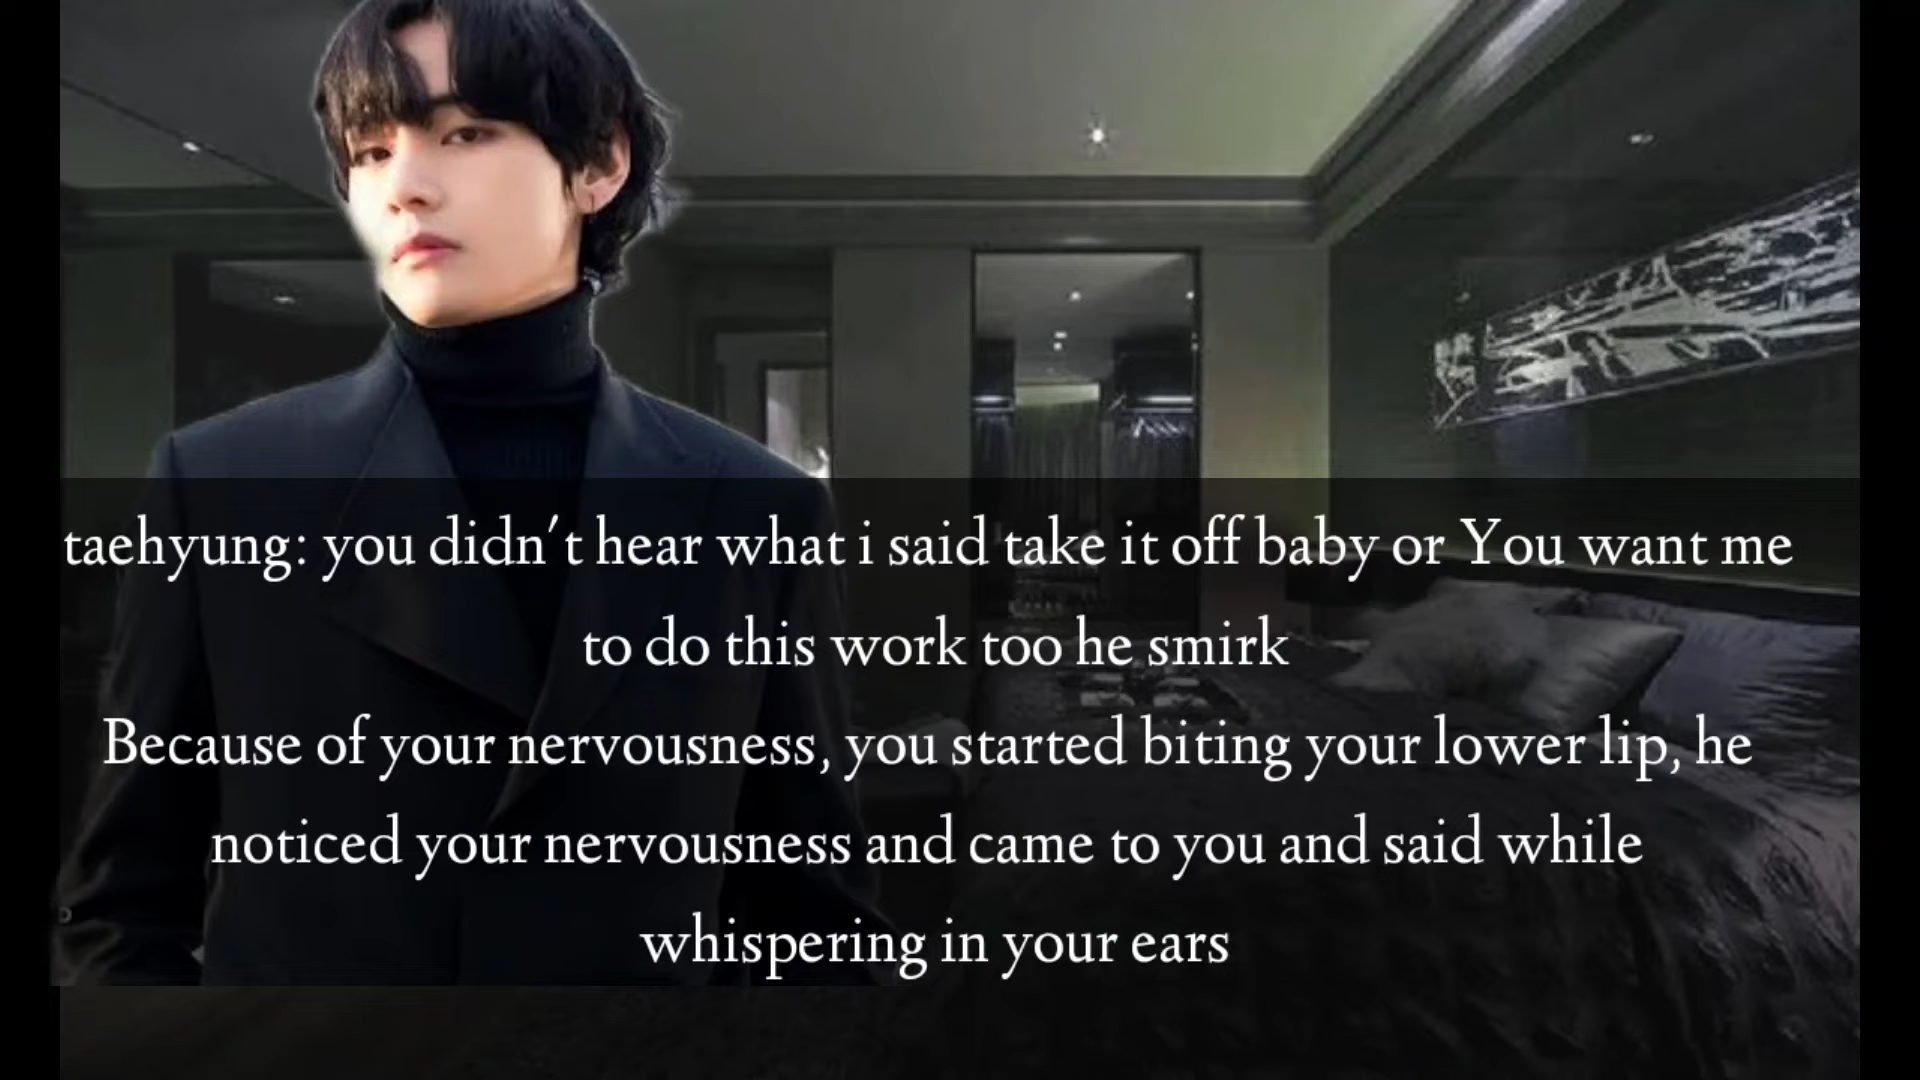 taehyung: you didn't hear what i said take it off baby or You want me
to do this work too he smirk
Because of your nervousness, you started biting your lower lip, he
noticed your nervousness and came to you and said while
whispering in your ears